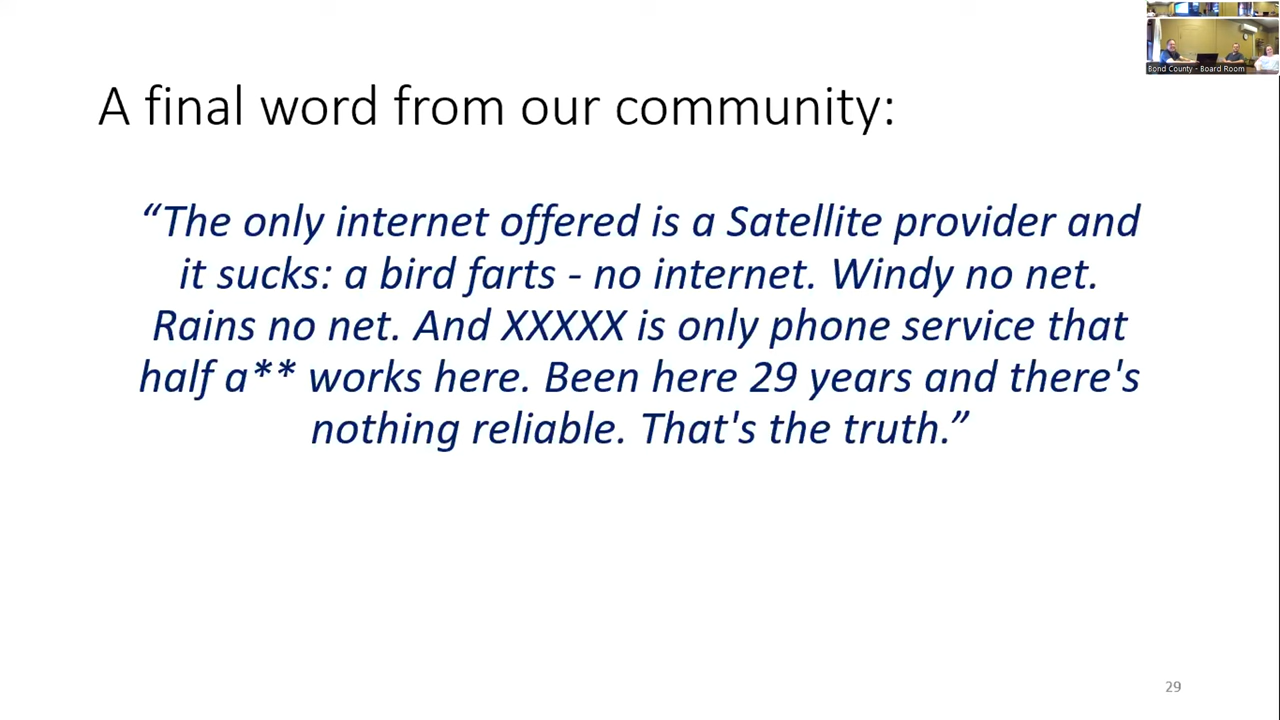 Bond County - Board Room
A final word from our community:
“The only internet offered is a Satellite provider and
it sucks: a bird farts - no internet. Windy no net.
Rains no net. And XXXXX is only phone service that
half a** works here. Been here 29 years and there's
nothing reliable. That's the truth.”
29